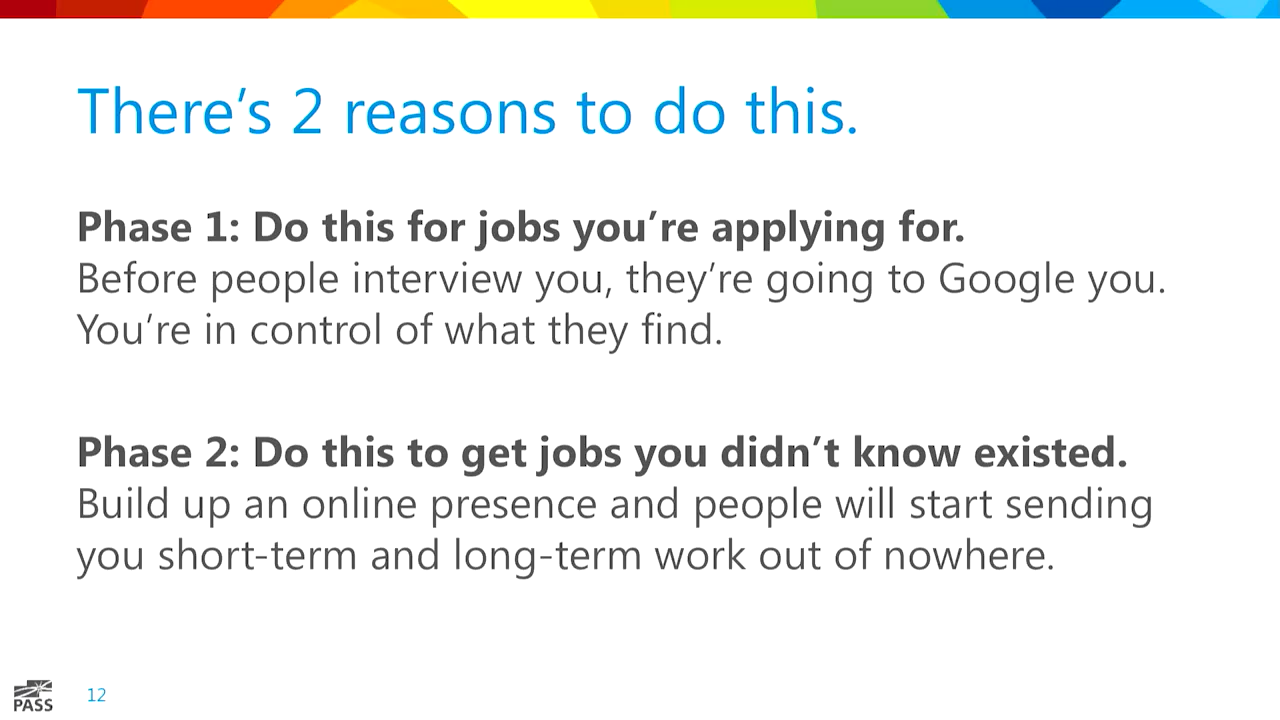 There’s 2 reasons to do this.
Phase 1: Do this for jobs you’re applying for.
Before people interview you, they’re going to Google you.
You’re in control of what they find.
Phase 2: Do this to get jobs you didn’t know existed.
Build up an online presence and people will start sending
you short-term and long-term work out of nowhere.
PASS
12